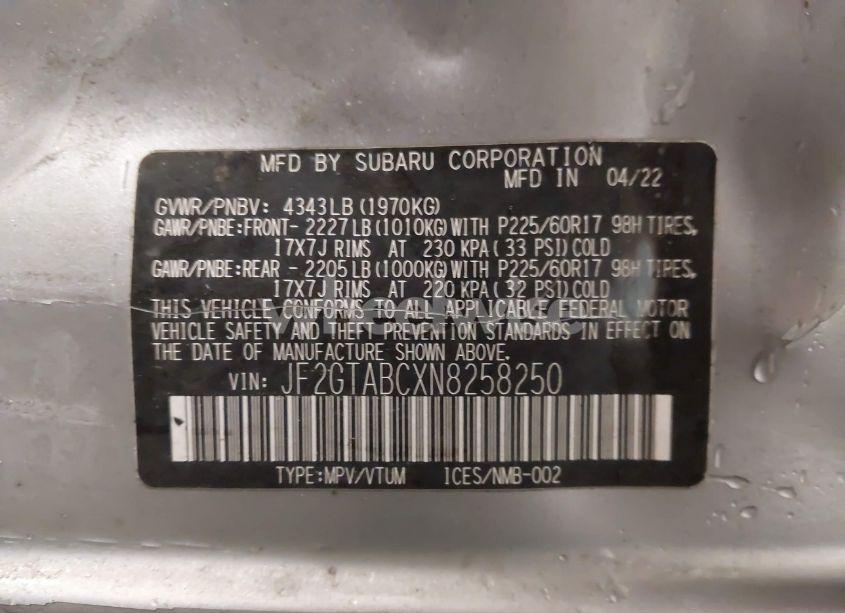 MFD BY SUBARU CORPORATION
MFD IN 04/22
GVWR/PNBV: 4343LB(1970KG)
GAWR/PNBE:FRONT- 2227LB(1010KG)WITH P225/60R17 98H TIRES,
17X7J RIMS AT 230 KPA(33 PSI)COLD
GAWR/PNBE:REAR - 2205LB(1000KG)WITH P225/60R17 98H TIRES,
17X7J RIMS AT 220 KPA(32 PSI)COLD
THIS VEHICLE CONFORMS TO ALL APPLICABLE FEDERAL MOTOR
VEHICLE SAFETY AND THEFT PREVENTION STANDARDS IN EFFECT ON
THE DATE OF MANUFACTURE SHOWN ABOVE.
VIN: JF2GTABCXN8258250
TYPE:MPV/VTUM ICES/NMB-002